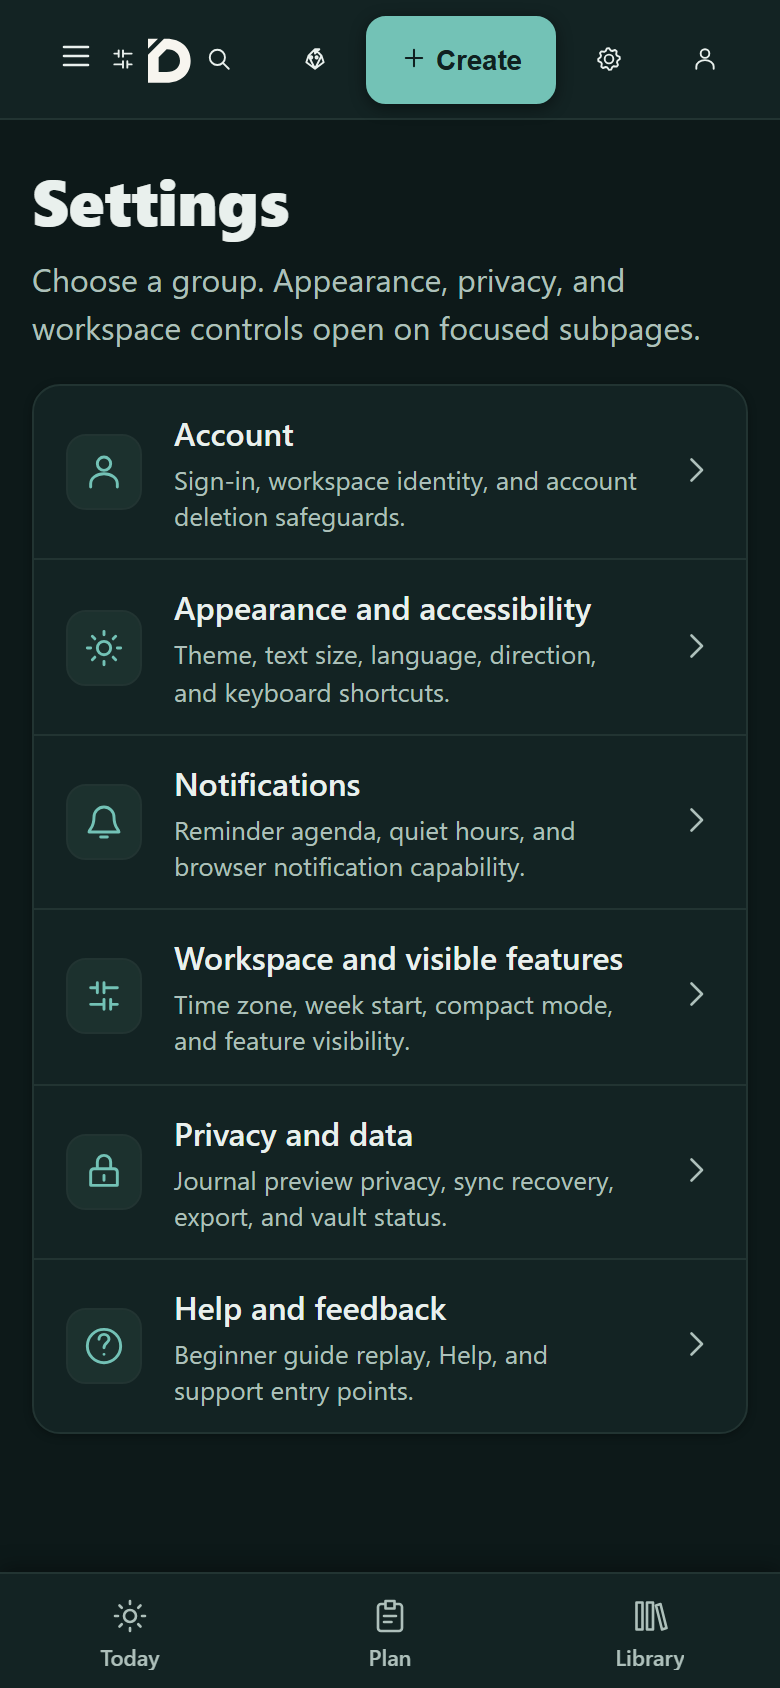 Create
Settings
Choose a group. Appearance, privacy, and
workspace controls open on focused subpages.
Account
Sign-in, workspace identity, and account
deletion safeguards.
Appearance and accessibility
Theme, text size, language, direction,
and keyboard shortcuts.
Notifications
Reminder agenda, quiet hours, and
browser notification capability.
Workspace and visible features
Time zone, week start, compact mode,
and feature visibility.
Privacy and data
Journal preview privacy, sync recovery,
export, and vault status.
Help and feedback
Beginner guide replay, Help, and
support entry points.
Today
Plan
Library